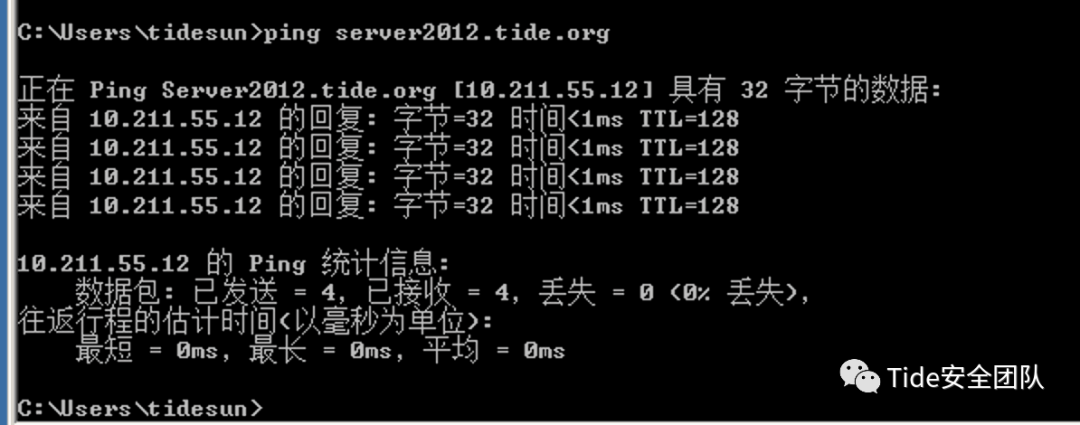 C:\Users\tidesun>ping server2012.tide.org
正在 Ping Server2012.tide.org [10.211.55.12] 具有 32 字节的数据:
来自 10.211.55.12 的回复: 字节=32 时间<1ms TTL=128
来自 10.211.55.12 的回复: 字节=32 时间<1ms TTL=128
来自 10.211.55.12 的回复: 字节=32 时间<1ms TTL=128
来自 10.211.55.12 的回复: 字节=32 时间<1ms TTL=128
10.211.55.12 的 Ping 统计信息:
数据包: 已发送 = 4, 已接收 = 4, 丢失 = 0 (0% 丢失),
往返行程的估计时间(以毫秒为单位):
最短 = 0ms, 最长 = 0ms, 平均 = 0ms
Tide安全团队
C:\Users\tidesun>